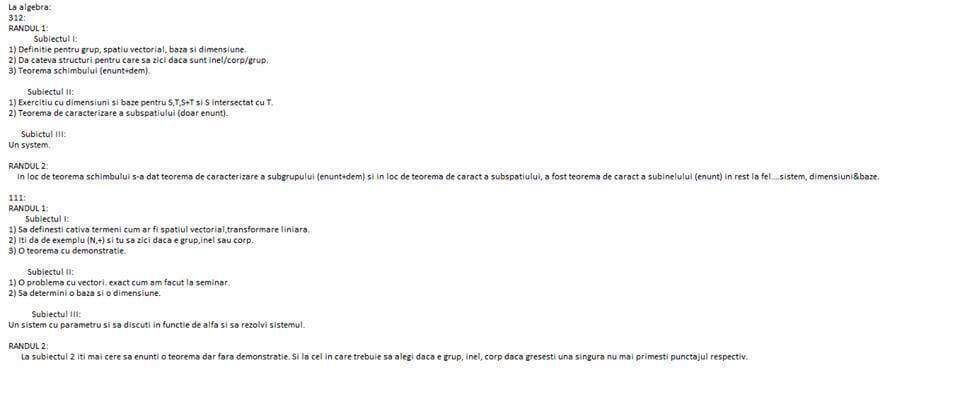 La algebra:
312:
RANDUL 1:
Subiectul I:
1) Definitie pentru grup, spatiu vectorial, baza si dimensiune.
2) Da cateva structuri pentru care sa zici daca sunt inel/corp/grup.
3) Teorema schimbului (enunt+dem).
Subiectul II:
1) Exercitiu cu dimensiuni si baze pentru S,T,S+T si S intersectat cu T.
2) Teorema de caracterizare a subspatiului (doar enunt).
Subictul III:
Un system.
RANDUL 2:
In loc de teorema schimbului s-a dat teorema de caracterizare a subgrupului (enunt+dem) si in loc de teorema de caract a subspatiului, a fost teorema de caract a subinelului (enunt) in rest la fel....sistem, dimensiuni&baze.
111:
RANDUL 1:
Subiectul I:
1) Sa definesti cativa termeni cum ar fi spatiul vectorial,transformare liniara.
2) Iti da de exemplu (N,+) si tu sa zici daca e grup,inel sau corp.
3) O teorema cu demonstratie.
Subiectul II:
1) O problema cu vectori. exact cum am facut la seminar.
2) Sa determini o baza si o dimensiune.
Subiectul III:
Un sistem cu parametru si sa discuti in functie de alfa si sa rezolvi sistemul.
RANDUL 2:
La subiectul 2 iti mai cere sa enunti o teorema dar fara demonstratie. Si la cel in care trebuie sa alegi daca e grup, inel, corp daca gresesti una singura nu mai primesti punctajul respectiv.